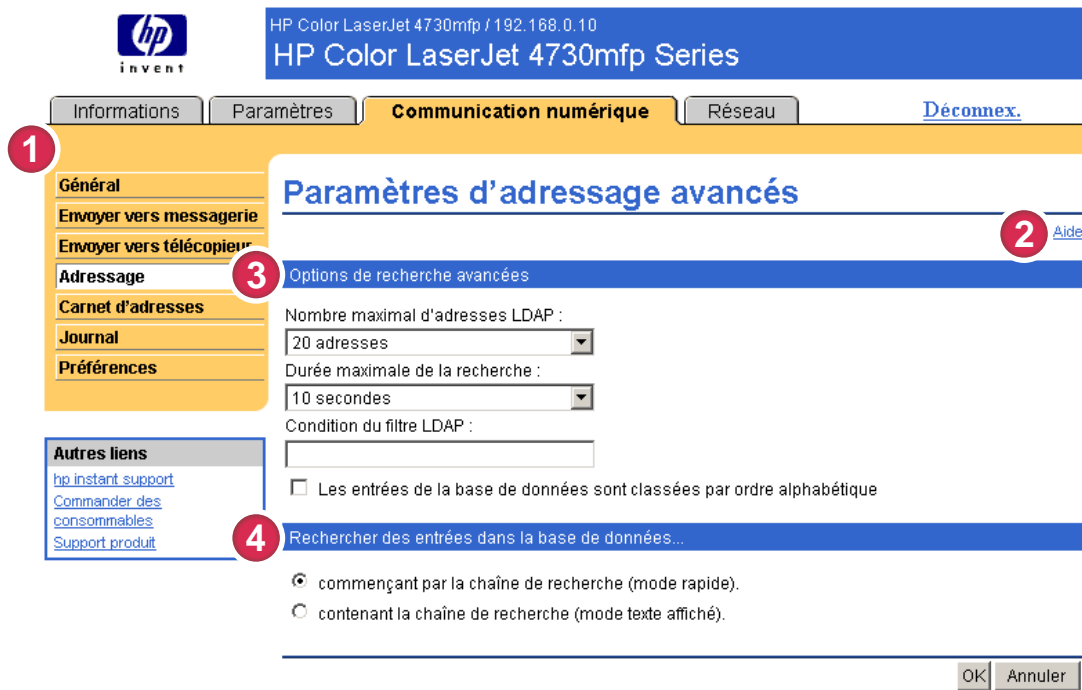 hp
invent
HP Color LaserJet 4730mfp / 192.168.0.10
HP Color LaserJet 4730mfp Series
Informations
Paramètres
Communication numérique
Réseau
Déconnex.
1
Général
Envoyer vers messagerie
Envoyer vers télécopieur
Adressage
Carnet d'adresses
Journal
Préférences
Autres liens
hp instant support
Commander des
consommables
Support produit
Paramètres d'adressage avancés
2
Aide
3
Options de recherche avancées
Nombre maximal d'adresses LDAP :
20 adresses
Durée maximale de la recherche :
10 secondes
Condition du filtre LDAP :
Les entrées de la base de données sont classées par ordre alphabétique
4
Rechercher des entrées dans la base de données...
commençant par la chaîne de recherche (mode rapide).
contenant la chaîne de recherche (mode texte affiché).
OK
Annuler